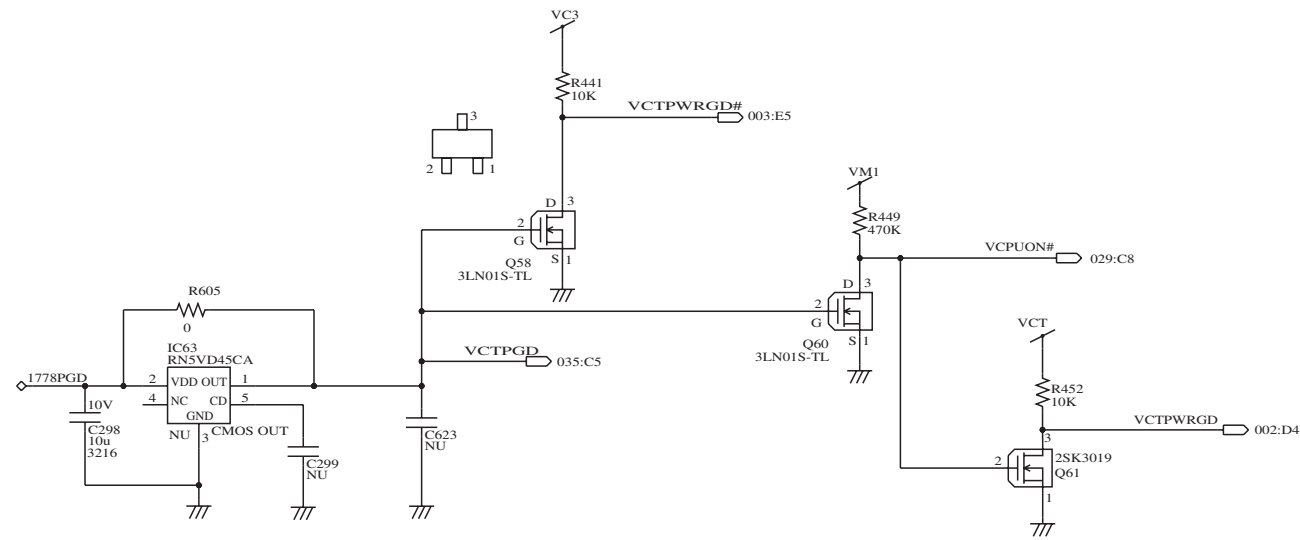 VC3
R441
10K
VCTPWRGD#
003:E5
3
2
1
D
3
2
G
S
1
Q58
3LN01S-TL
VM1
R449
470K
VCPUON#
029:C8
D
3
2
G
S
1
Q60
3LN01S-TL
R605
0
IC63
RN5VD45CA
VCTPGD
035:C5
1778PGD
2
VDD OUT
1
4
NC
CD
5
GND
NU
3
CMOS OUT
10V
C298
10u
3216
C299
NU
C623
NU
VCT
R452
10K
VCTPWRGD
002:D4
3
2
2SK3019
Q61
1